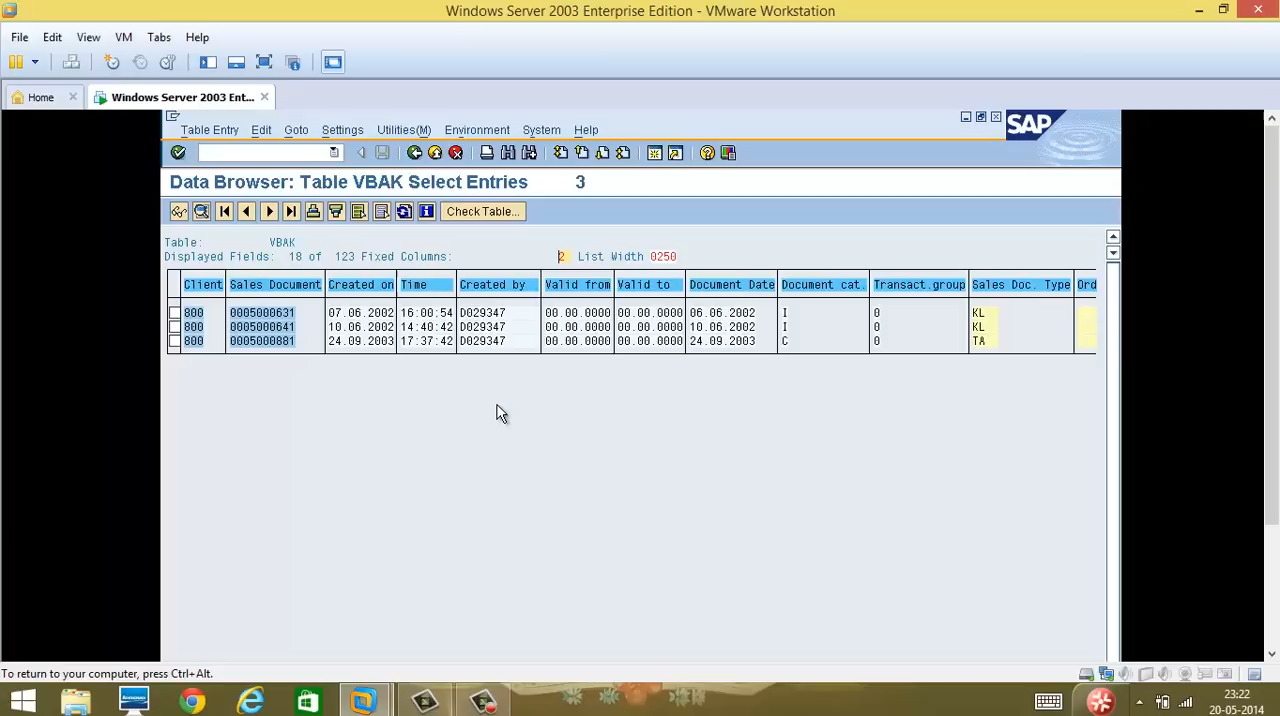 Windows Server 2003 Enterprise Edition - VMware Workstation
File Edit View VM Tabs Help
Home Windows Server 2003 Ent...
Table Entry Edit Goto Settings Utilities(M) Environment System Help
SAP
Data Browser: Table VBAK Select Entries 3
Check Table...
Table: VBAK
Displayed Fields: 18 of 123 Fixed Columns: 2 List Width 0250
Client Sales Document Created on Time Created by Valid from Valid to Document Date Document cat. Transact.group Sales Doc. Type Ord
800 0005000631 07.06.2002 16:00:54 D029347 00.00.0000 00.00.0000 06.06.2002 I 0 KL
800 0005000641 10.06.2002 14:40:42 D029347 00.00.0000 00.00.0000 10.06.2002 I 0 KL
800 0005000881 24.09.2003 17:37:42 D029347 00.00.0000 00.00.0000 24.09.2003 C 0 TA
To return to your computer, press Ctrl+Alt.
23:22
20-05-2014